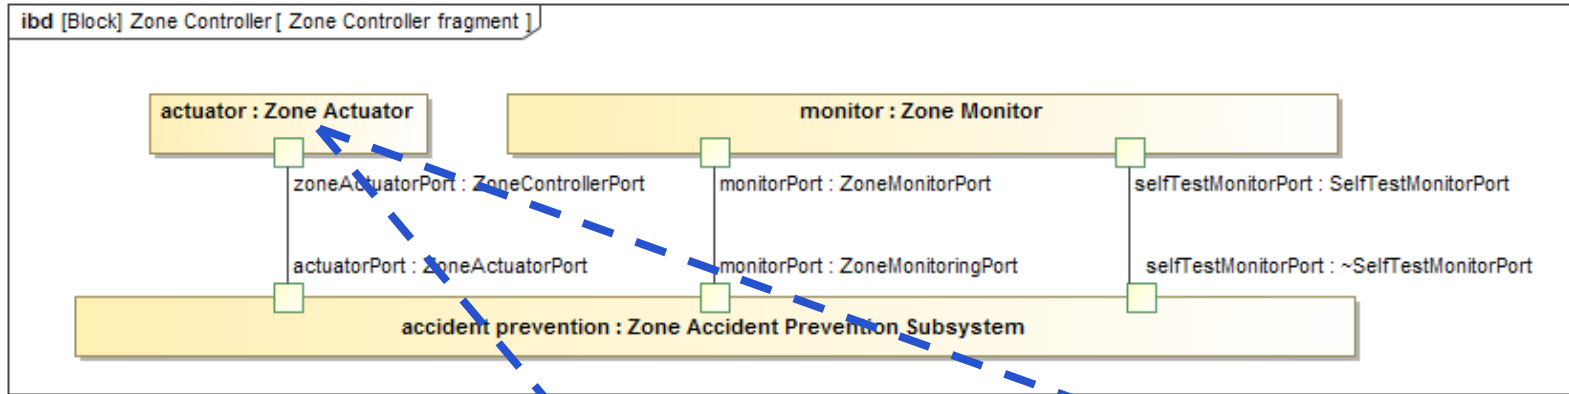 ibd [Block] Zone Controller [ Zone Controller fragment ]
actuator : Zone Actuator
monitor : Zone Monitor
zoneActuatorPort : ZoneControllerPort
monitorPort : ZoneMonitorPort
selfTestMonitorPort : SelfTestMonitorPort
actuatorPort : ZoneActuatorPort
monitorPort : ZoneMonitoringPort
selfTestMonitorPort : ~SelfTestMonitorPort
accident prevention : Zone Accident Prevention Subsystem